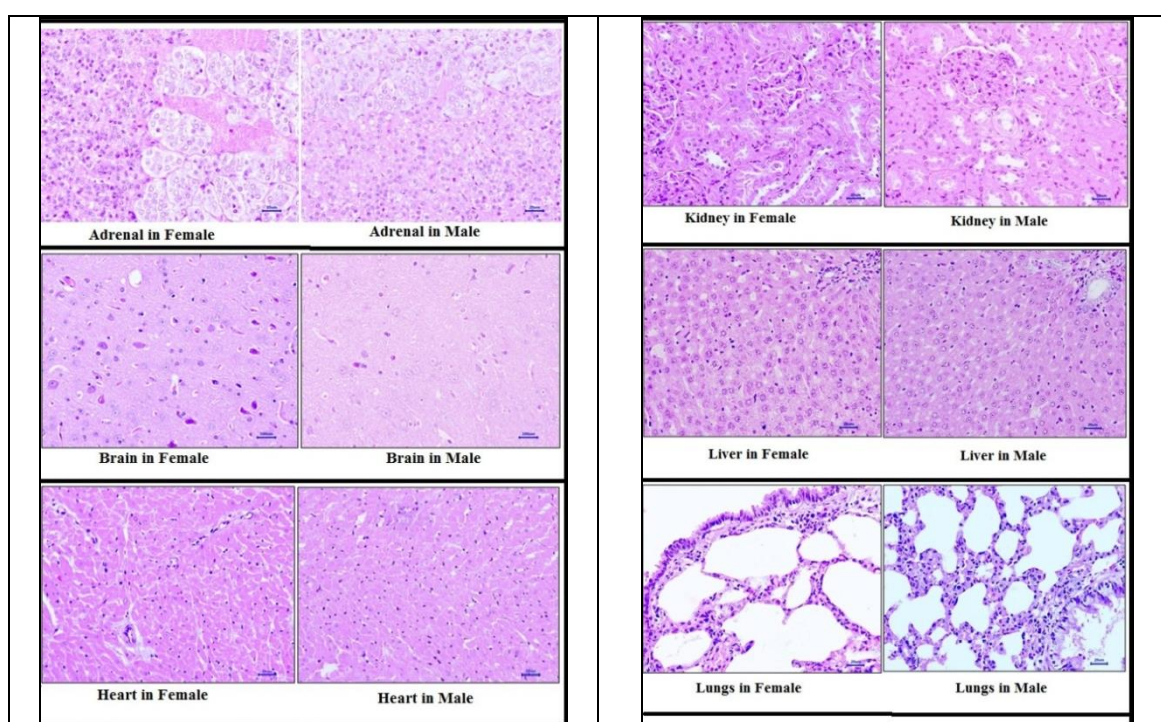 Adrenal in Female
Adrenal in Male
Brain in Female
Brain in Male
Heart in Female
Heart in Male
Kidney in Female
Kidney in Male
Liver in Female
Liver in Male
Lungs in Female
Lungs in Male